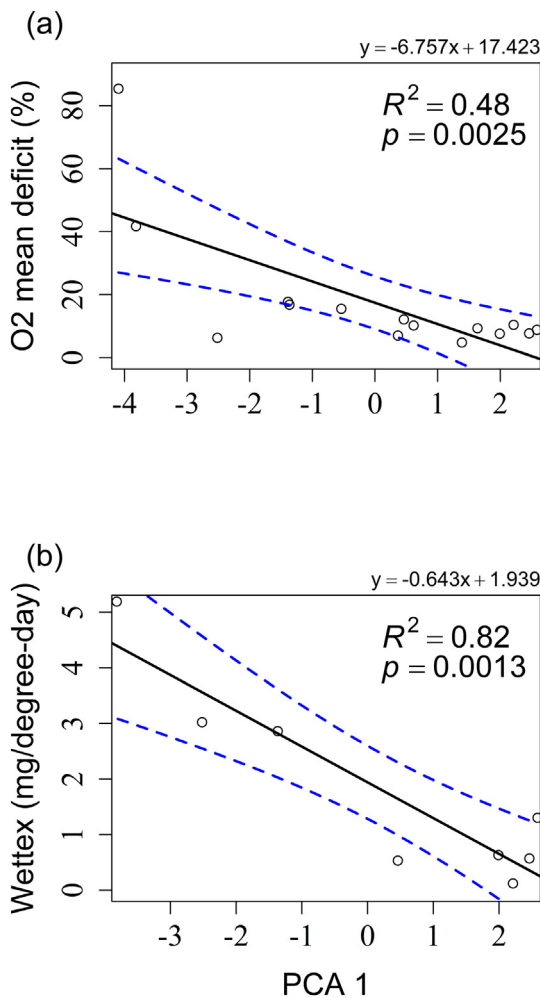 (a)
y = -6.757x + 17.423
R² = 0.48
p = 0.0025
O2 mean deficit (%)
80
60
40
20
0
-4 -3 -2 -1 0 1 2
(b)
y = -0.643x + 1.939
R² = 0.82
p = 0.0013
Wettex (mg/degree-day)
5
4
3
2
1
0
-3 -2 -1 0 1 2
PCA 1